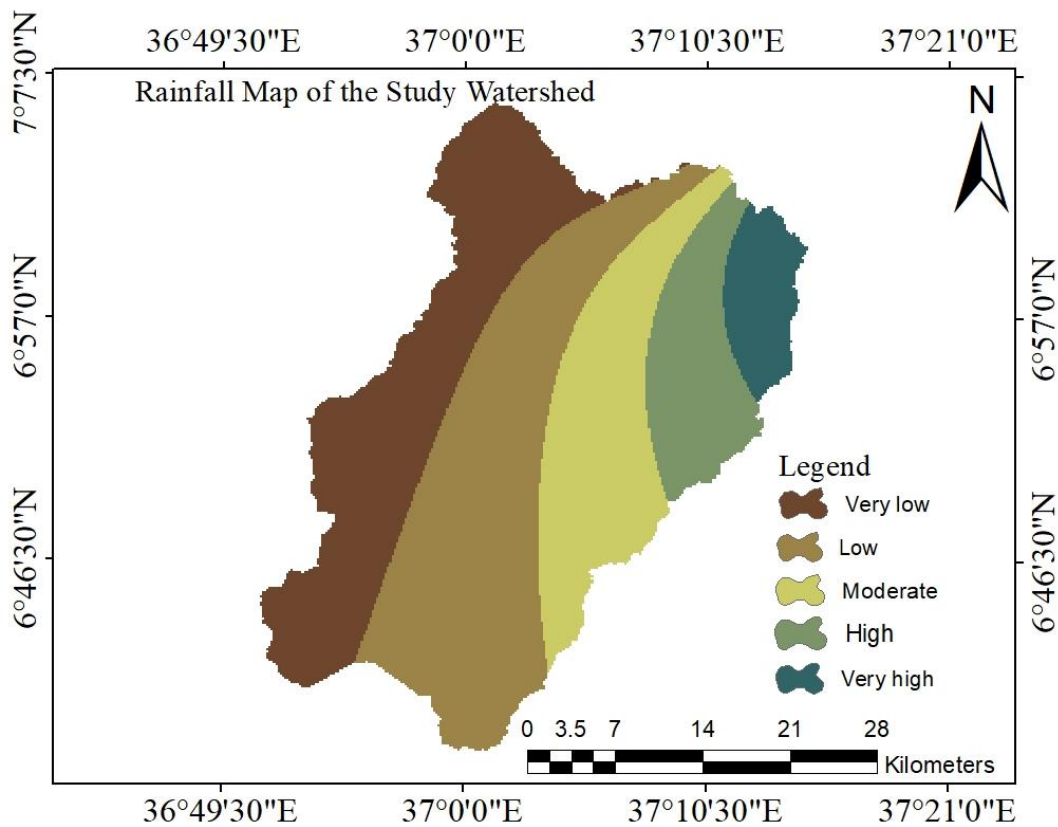 36°49'30"E 37°0'0"E 37°10'30"E 37°21'0"E
7°7'30"N
Rainfall Map of the Study Watershed
N
6°57'0"N
6°57'0"N
6°46'30"N
6°46'30"N
Legend
Very low
Low
Moderate
High
Very high
0 3.5 7 14 21 28
Kilometers
36°49'30"E 37°0'0"E 37°10'30"E 37°21'0"E